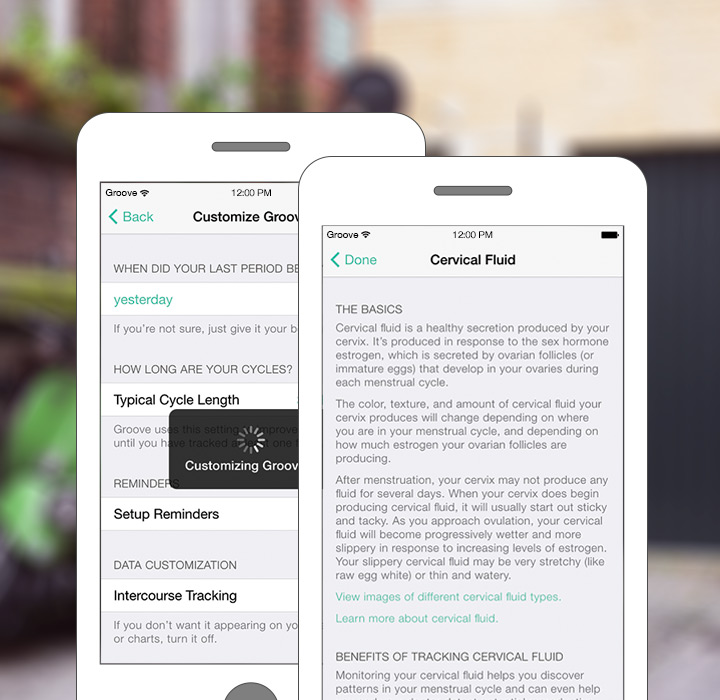 Groove
12:00 PM
Back
Customize Groov
WHEN DID YOUR LAST PERIOD BE
yesterday
If you're not sure, just give it your b
HOW LONG ARE YOUR CYCLES?
Typical Cycle Length
Groove uses this setting
until you have tracked
Customizing Groov
REMINDERS
Setup Reminders
DATA CUSTOMIZATION
Intercourse Tracking
If you don't want it appearing on yo
or charts, turn it off.
Groove
12:00 PM
Done
Cervical Fluid
THE BASICS
Cervical fluid is a healthy secretion produced by your
cervix. It's produced in response to the sex hormone
estrogen, which is secreted by ovarian follicles (or
immature eggs) that develop in your ovaries during
each menstrual cycle.
The color, texture, and amount of cervical fluid your
cervix produces will change depending on where
you are in your menstrual cycle, and depending on
how much estrogen your ovarian follicles are
producing.
After menstruation, your cervix may not produce any
fluid for several days. When your cervix does begin
producing cervical fluid, it will usually start out sticky
and tacky. As you approach ovulation, your cervical
fluid will become progressively wetter and more
slippery in response to increasing levels of estrogen.
Your slippery cervical fluid may be very stretchy (like
raw egg white) or thin and watery.
View images of different cervical fluid types.
Learn more about cervical fluid.
BENEFITS OF TRACKING CERVICAL FLUID
Monitoring your cervical fluid helps you discover
patterns in your menstrual cycle and can even help